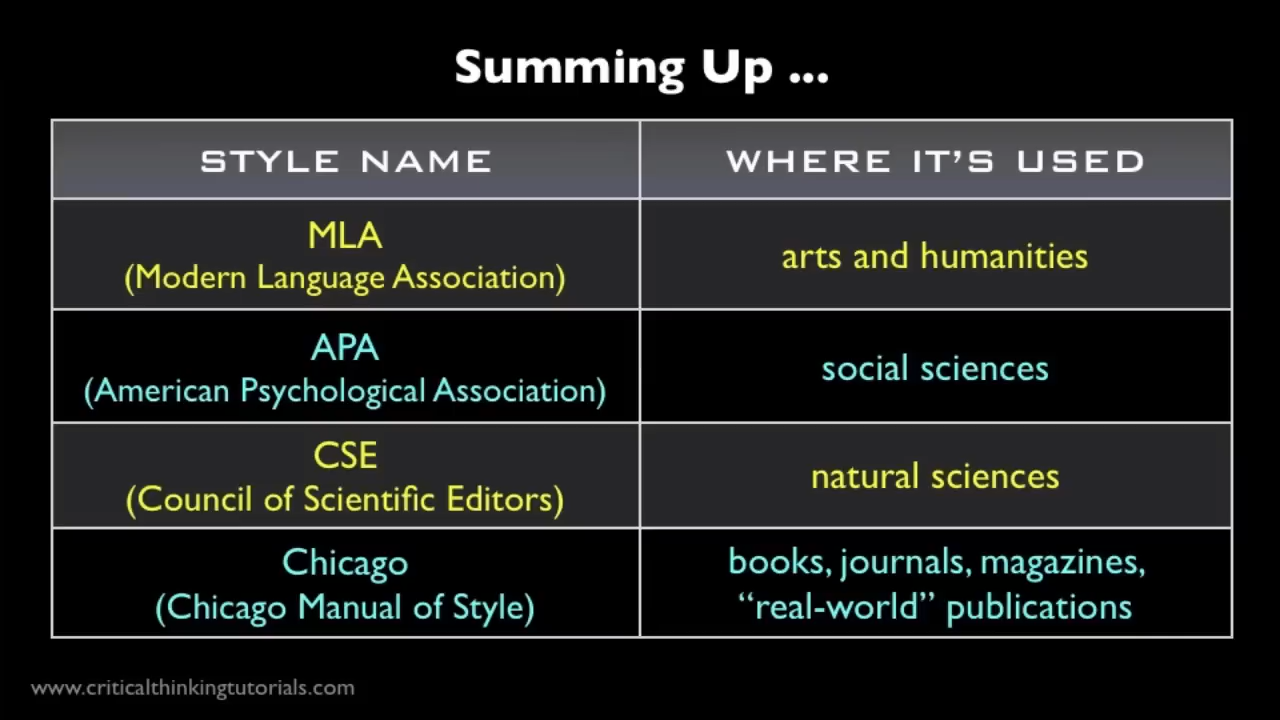 Summing Up ...
STYLE NAME
WHERE IT'S USED
MLA
(Modern Language Association)
arts and humanities
APA
(American Psychological Association)
social sciences
CSE
(Council of Scientific Editors)
natural sciences
Chicago
(Chicago Manual of Style)
books, journals, magazines,
“real-world” publications
www.criticalthinkingtutorials.com